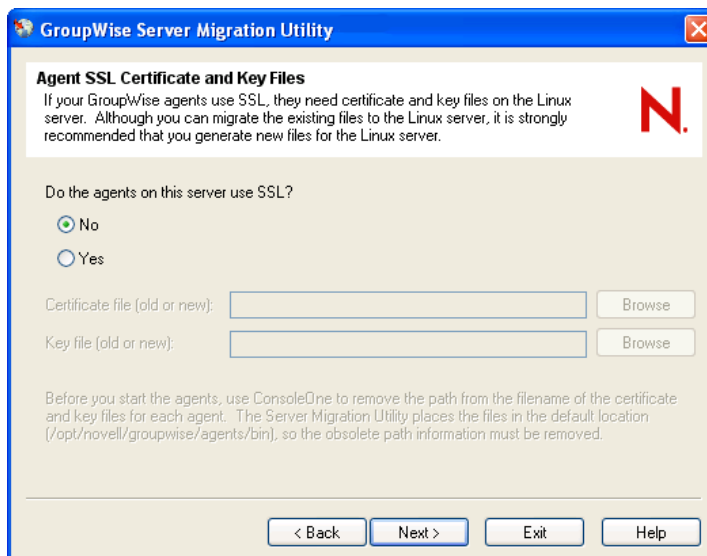 GroupWise Server Migration Utility
Agent SSL Certificate and Key Files
If your GroupWise agents use SSL, they need certificate and key files on the Linux
server.  Although you can migrate the existing files to the Linux server, it is strongly
recommended that you generate new files for the Linux server.
N.
Do the agents on this server use SSL?
No
Yes
Certificate file (old or new):
Browse
Key file (old or new):
Browse
Before you start the agents, use ConsoleOne to remove the path from the filename of the certificate
and key files for each agent.  The Server Migration Utility places the files in the default location
(/opt/novell/groupwise/agents/bin), so the obsolete path information must be removed.
< Back
Next >
Exit
Help